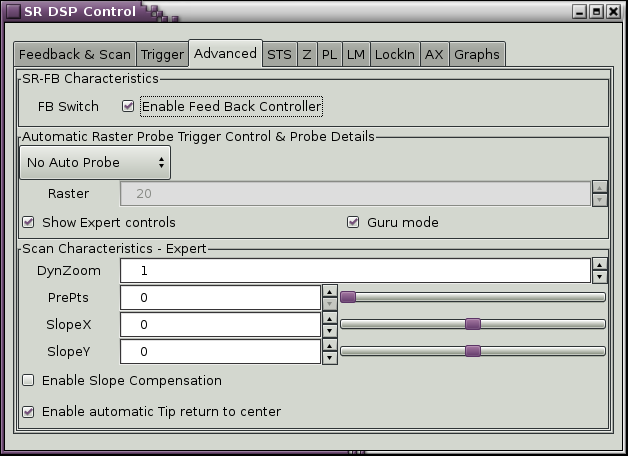 SR DSP Control
Feedback & Scan Trigger Advanced STS Z PL LM LockIn AX Graphs
SR-FB Characteristics
FB Switch Enable Feed Back Controller
Automatic Raster Probe Trigger Control & Probe Details
No Auto Probe
Raster 20
Show Expert controls Guru mode
Scan Characteristics - Expert
DynZoom 1
PrePts 0
SlopeX 0
SlopeY 0
Enable Slope Compensation
Enable automatic Tip return to center